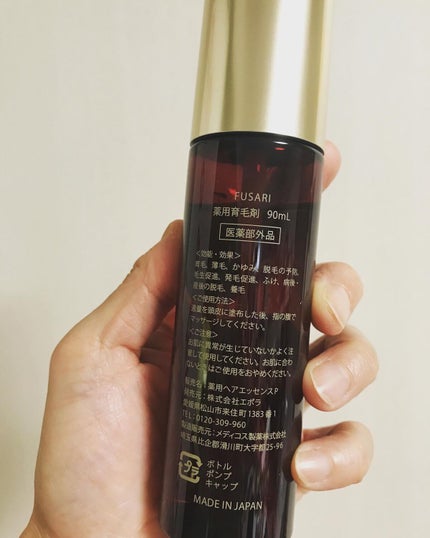 FUSARI
薬用育毛剤 90mL
医薬部外品
<効能・効果>
育毛、薄毛、かゆみ、脱毛の予防、
毛生促進、発毛促進、ふけ、病後・
産後の脱毛、養毛
<ご使用方法>
適量を頭皮に塗布した後、指の腹で
マッサージしてください。
<ご注意>
お肌に異常が生じていないかよく注
意して使用してください。お肌に合わ
ないときはご使用をおやめください。
販売名：薬用ヘアエッセンスP
発売元：株式会社エポラ
愛媛県松山市来住町1383番1
TEL：0120-309-960
製造販売元：メディコス製薬株式会社
埼玉県比企郡滑川町大字都25-96
プラ
ボトル
ポンプ
キャップ
MADE IN JAPAN